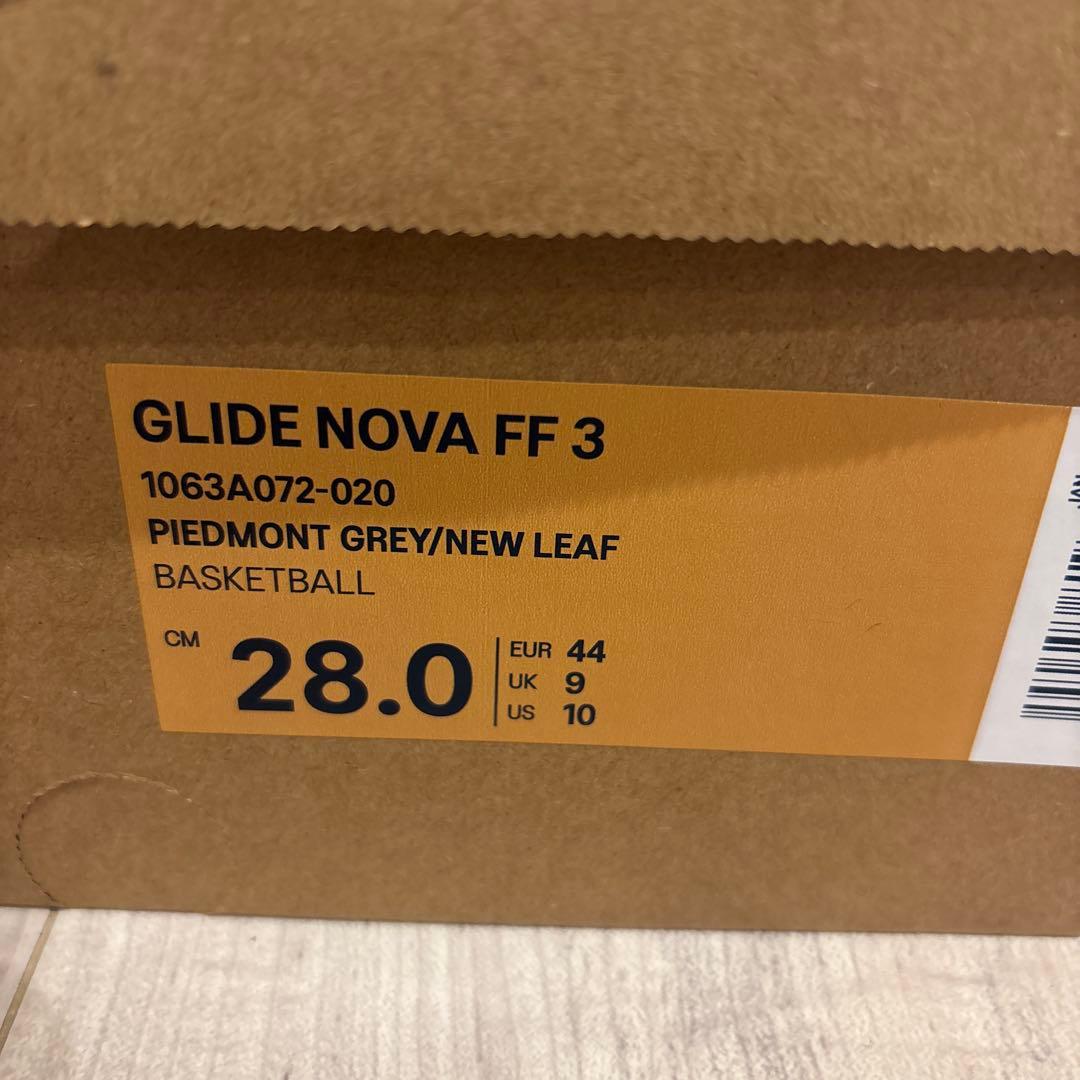 GLIDE NOVA FF 3
1063A072-020
PIEDMONT GREY/NEW LEAF
BASKETBALL
CM 28.0
EUR 44
UK 9
US 10
JAN